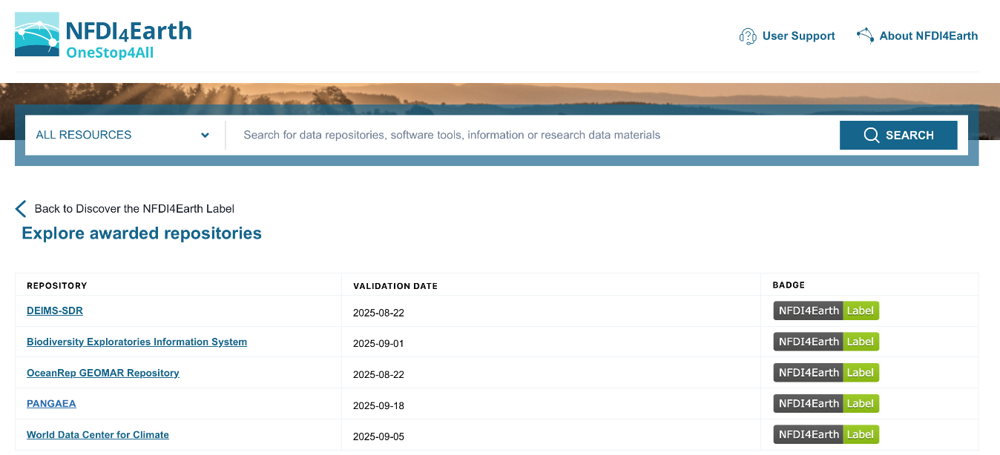 NFDI4Earth
OneStop4All
User Support
About NFDI4Earth
ALL RESOURCES
Search for data repositories, software tools, information or research data materials
SEARCH
Back to Discover the NFDI4Earth Label
Explore awarded repositories
REPOSITORY VALIDATION DATE BADGE
DEIMS-SDR 2025-08-22 NFDI4Earth Label
Biodiversity Exploratories Information System 2025-09-01 NFDI4Earth Label
OceanRep GEOMAR Repository 2025-08-22 NFDI4Earth Label
PANGAEA 2025-09-18 NFDI4Earth Label
World Data Center for Climate 2025-09-05 NFDI4Earth Label